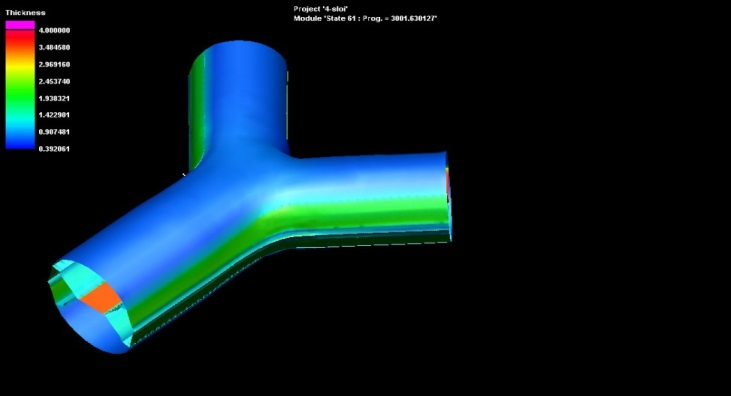 Thickness
Project "4-sloi"
Module "State 61 : Prog. = 3001.630127"
4.000000
3.484580
2.969160
2.453740
1.938321
1.422901
0.907481
0.392061